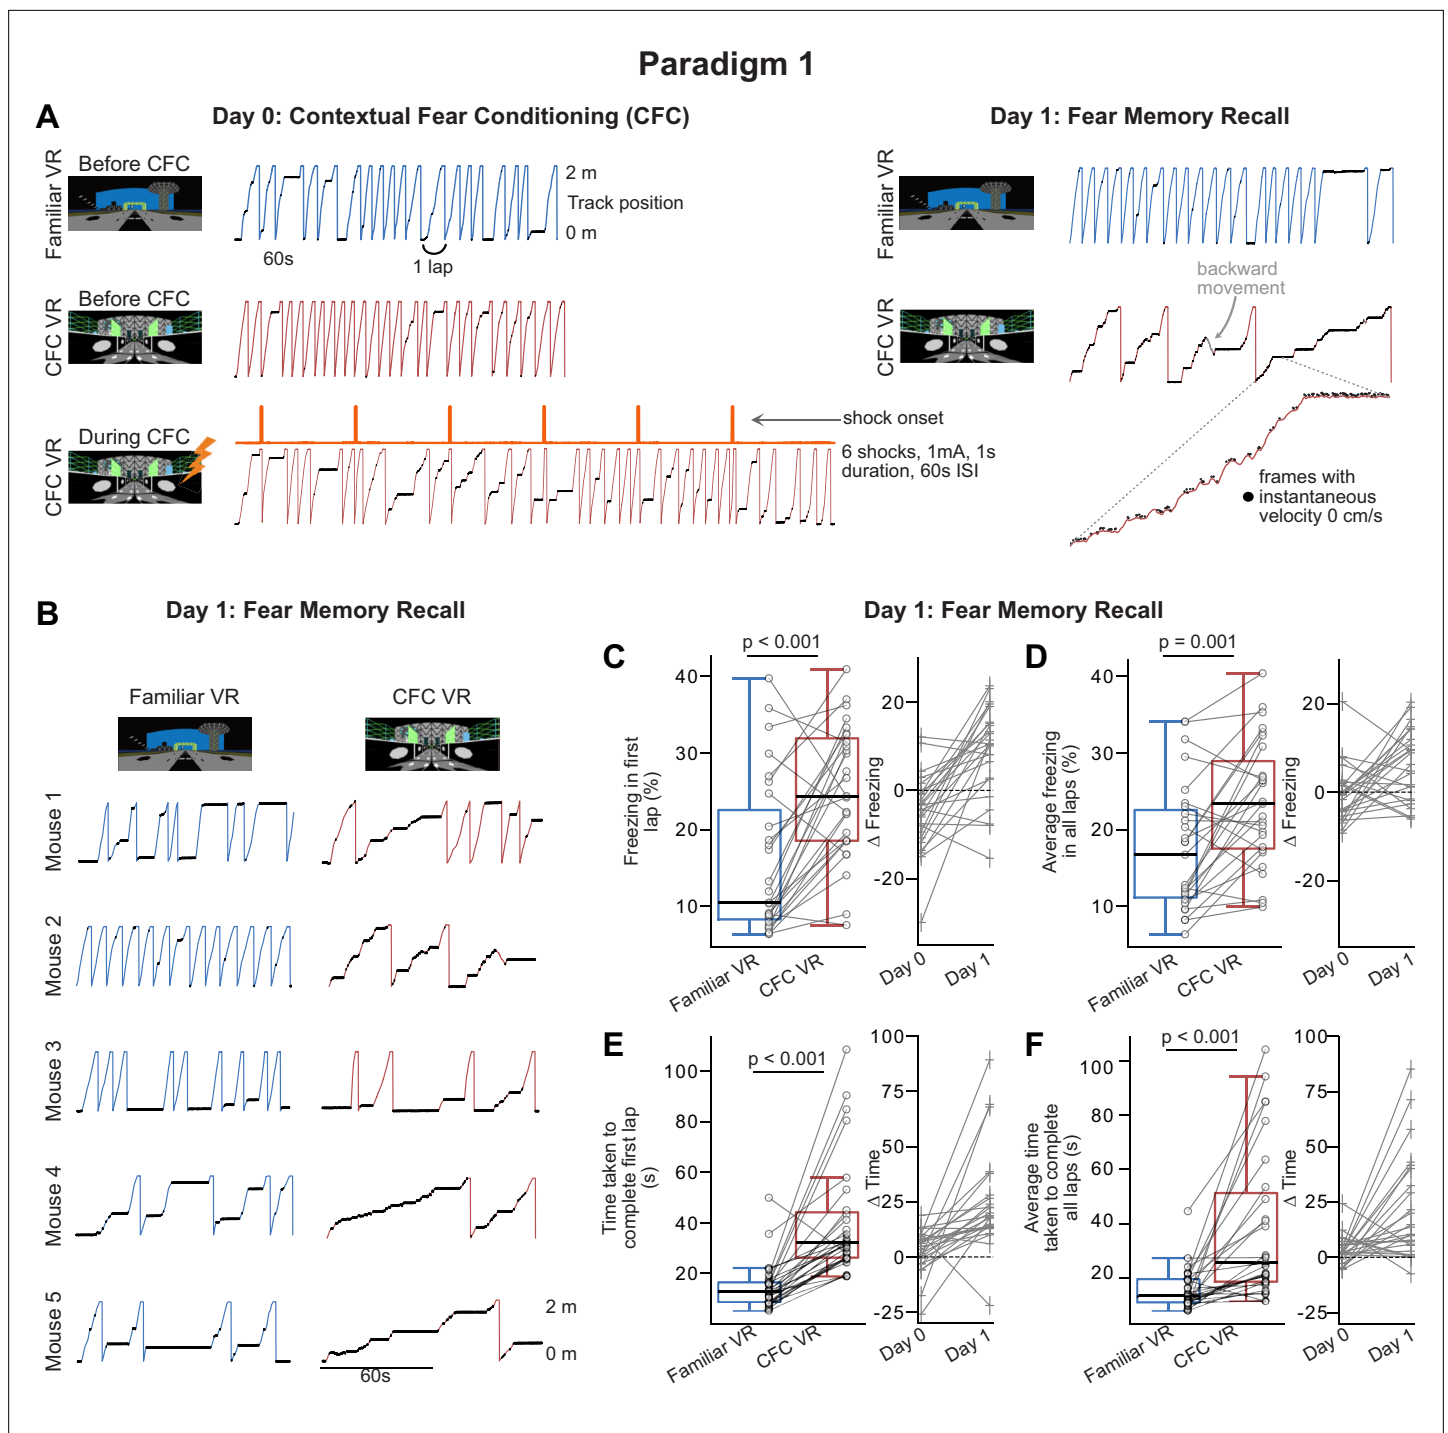 Paradigm 1
A
Day 0: Contextual Fear Conditioning (CFC)
Day 1: Fear Memory Recall
Familiar VR
Before CFC
2 m
Track position
0 m
60s
1 lap
CFC VR
Before CFC
CFC VR
During CFC
shock onset
6 shocks, 1mA, 1s
duration, 60s ISI
Familiar VR
CFC VR
backward
movement
frames with
instantaneous
velocity 0 cm/s
B
Day 1: Fear Memory Recall
Familiar VR
CFC VR
Mouse 1
Mouse 2
Mouse 3
Mouse 4
Mouse 5
2 m
0 m
60s
Day 1: Fear Memory Recall
C
p < 0.001
Freezing in first
lap (%)
40
30
20
10
Familiar VR
CFC VR
Δ Freezing
20
0
-20
Day 0
Day 1
D
p = 0.001
Average freezing
in all laps (%)
40
30
20
10
Familiar VR
CFC VR
Δ Freezing
20
0
-20
Day 0
Day 1
E
p < 0.001
Time taken to
complete first lap
(s)
100
80
60
40
20
Familiar VR
CFC VR
Δ Time
100
75
50
25
0
-25
Day 0
Day 1
F
p < 0.001
Average time
taken to complete
all laps (s)
100
80
60
40
20
Familiar VR
CFC VR
Δ Time
100
75
50
25
0
-25
Day 0
Day 1